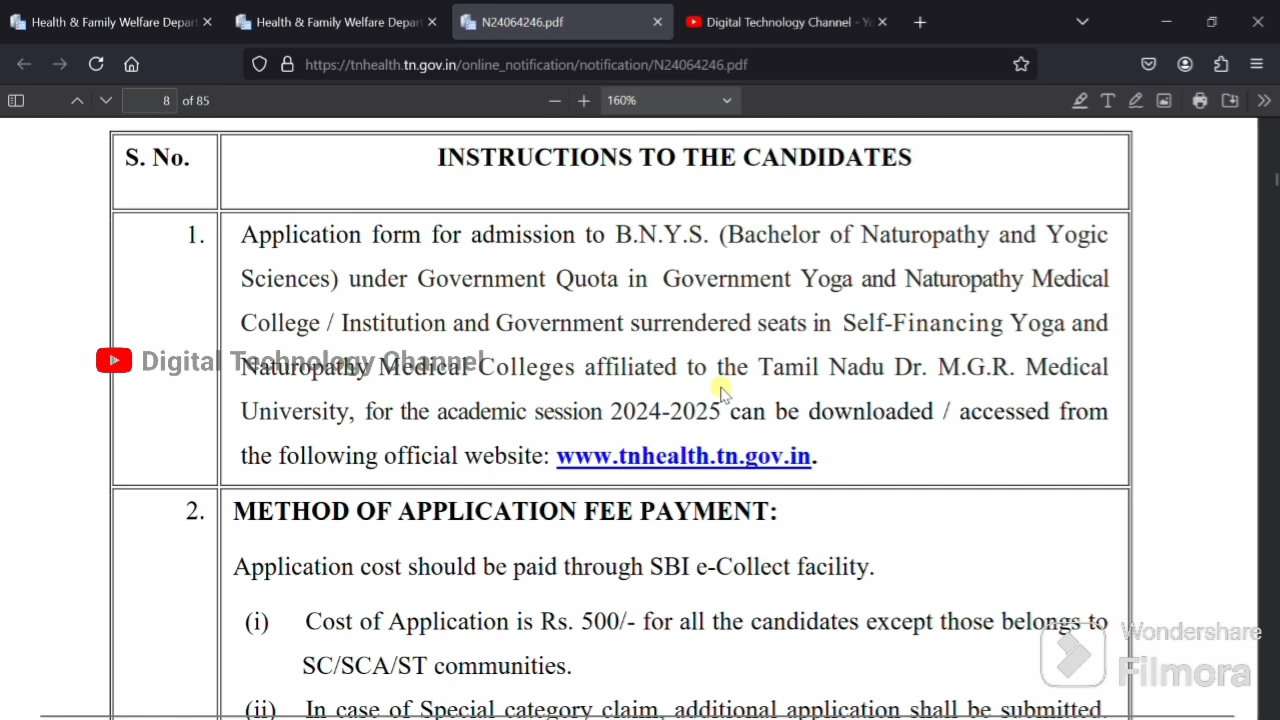 Health & Family Welfare Depar
Health & Family Welfare Depar
N24064246.pdf
Digital Technology Channel - Yo
https://tnhealth.tn.gov.in/online_notification/notification/N24064246.pdf
8 of 85
160%
S. No. INSTRUCTIONS TO THE CANDIDATES
1. Application form for admission to B.N.Y.S. (Bachelor of Naturopathy and Yogic
Sciences) under Government Quota in Government Yoga and Naturopathy Medical
College / Institution and Government surrendered seats in Self-Financing Yoga and
Digital Technology Channel
Naturopathy Medical Colleges affiliated to the Tamil Nadu Dr. M.G.R. Medical
University, for the academic session 2024-2025 can be downloaded / accessed from
the following official website: www.tnhealth.tn.gov.in.
2. METHOD OF APPLICATION FEE PAYMENT:
Application cost should be paid through SBI e-Collect facility.
(i) Cost of Application is Rs. 500/- for all the candidates except those belongs to
SC/SCA/ST communities.
Wondershare
Filmora
(ii) In case of Special category claim, additional application shall be submitted.